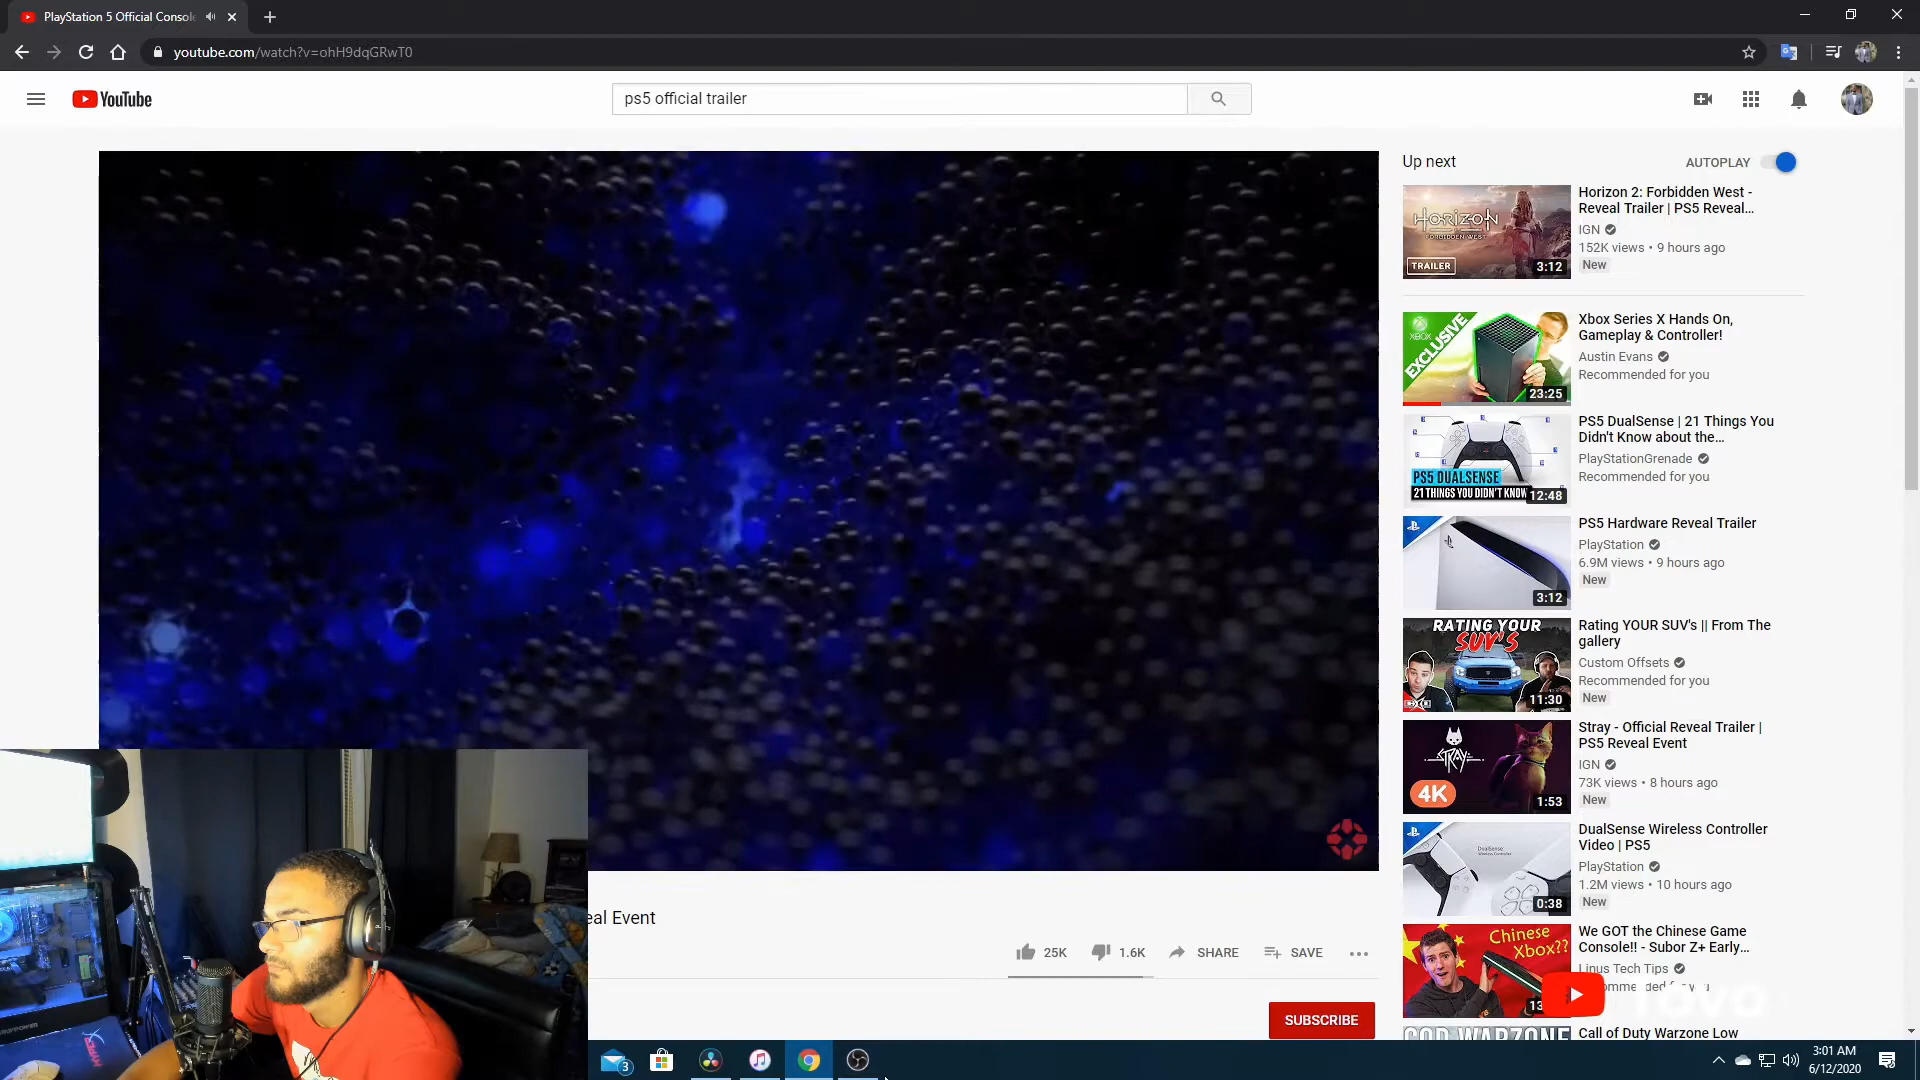 PlayStation 5 Official Consol
youtube.com/watch?v=ohH9dqGRwT0
YouTube
ps5 official trailer
Up next
AUTOPLAY
HORIZON
FORBIDDEN WEST
TRAILER
3:12
Horizon 2: Forbidden West -
Reveal Trailer | PS5 Reveal...
IGN
152K views • 9 hours ago
New
XBOX
EXCLUSIVE
23:25
Xbox Series X Hands On,
Gameplay & Controller!
Austin Evans
Recommended for you
PS5 DUALSENSE
21 THINGS YOU DIDN'T KNOW
12:48
PS5 DualSense | 21 Things You
Didn't Know about the...
PlayStationGrenade
Recommended for you
3:12
PS5 Hardware Reveal Trailer
PlayStation
6.9M views • 9 hours ago
New
RATING YOUR
SUV'S
11:30
Rating YOUR SUV's || From The
gallery
Custom Offsets
Recommended for you
New
STRAY
4K
1:53
Stray - Official Reveal Trailer |
PS5 Reveal Event
IGN
73K views • 8 hours ago
New
DualSense
0:38
DualSense Wireless Controller
Video | PS5
PlayStation
1.2M views • 10 hours ago
New
Chinese
Xbox??
We GOT the Chinese Game
Console!! - Subor Z+ Early...
Linus Tech Tips
Call of Duty Warzone Low
eal Event
25K
1.6K
SHARE
SAVE
SUBSCRIBE
3
3:01 AM
6/12/2020